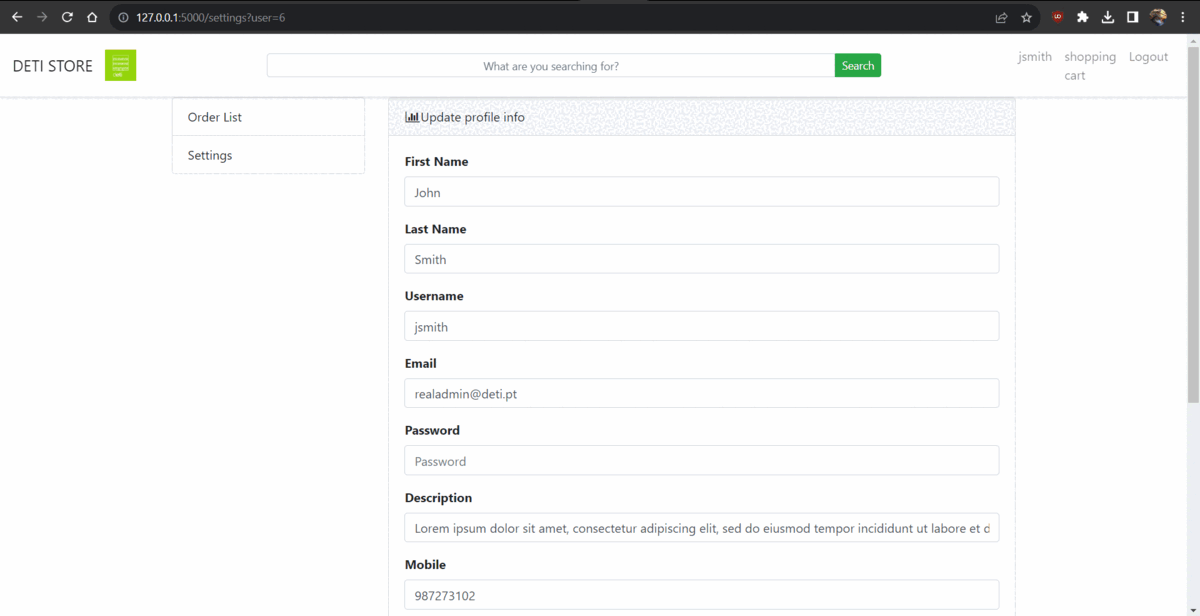 127.0.0.1:5000/settings?user=6
DETI STORE
What are you searching for?
Search
jsmith
shopping cart
Logout
Order List
Settings
Update profile info
First Name
John
Last Name
Smith
Username
jsmith
Email
realadmin@deti.pt
Password
Password
Description
Lorem ipsum dolor sit amet, consectetur adipiscing elit, sed do eiusmod tempor incididunt ut labore et d
Mobile
987273102